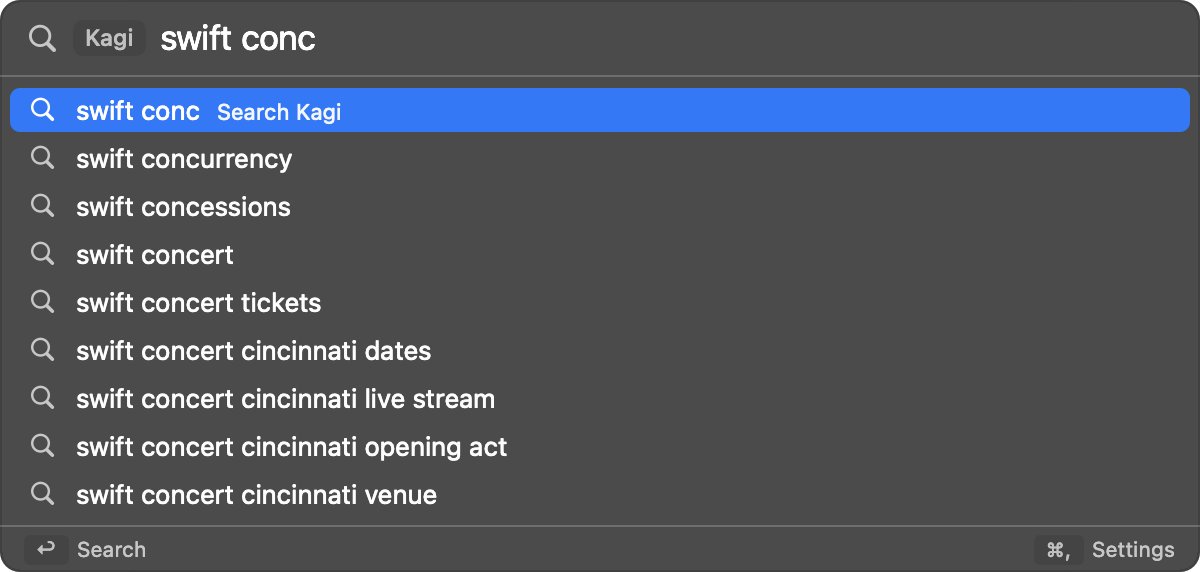 Kagi swift conc
swift conc Search Kagi
swift concurrency
swift concessions
swift concert
swift concert tickets
swift concert cincinnati dates
swift concert cincinnati live stream
swift concert cincinnati opening act
swift concert cincinnati venue
↩ Search ⌘, Settings